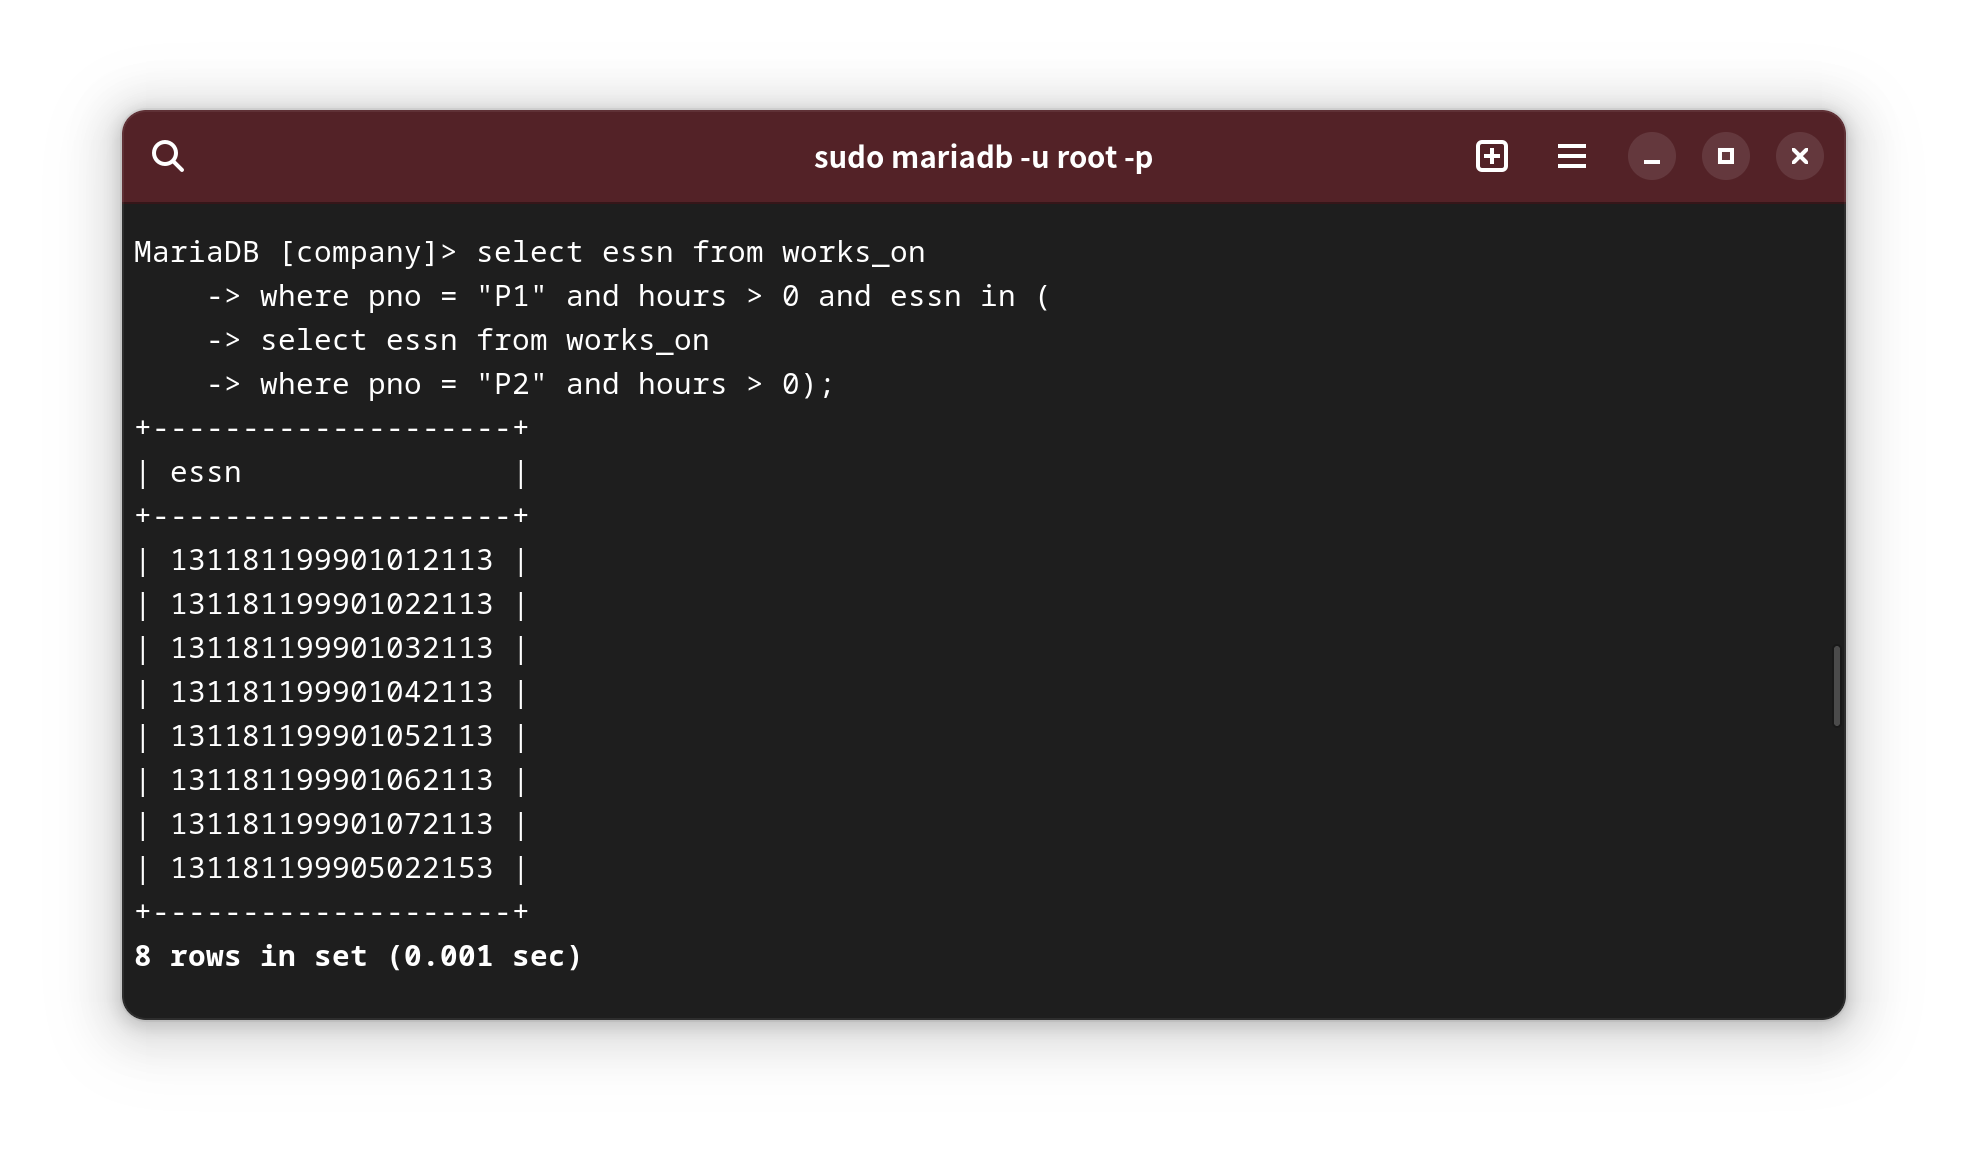 sudo mariadb -u root -p
MariaDB [company]> select essn from works_on
    -> where pno = "P1" and hours > 0 and essn in (
    -> select essn from works_on
    -> where pno = "P2" and hours > 0);
+--------------------+
| essn               |
+--------------------+
| 131181199901012113 |
| 131181199901022113 |
| 131181199901032113 |
| 131181199901042113 |
| 131181199901052113 |
| 131181199901062113 |
| 131181199901072113 |
| 131181199905022153 |
+--------------------+
8 rows in set (0.001 sec)